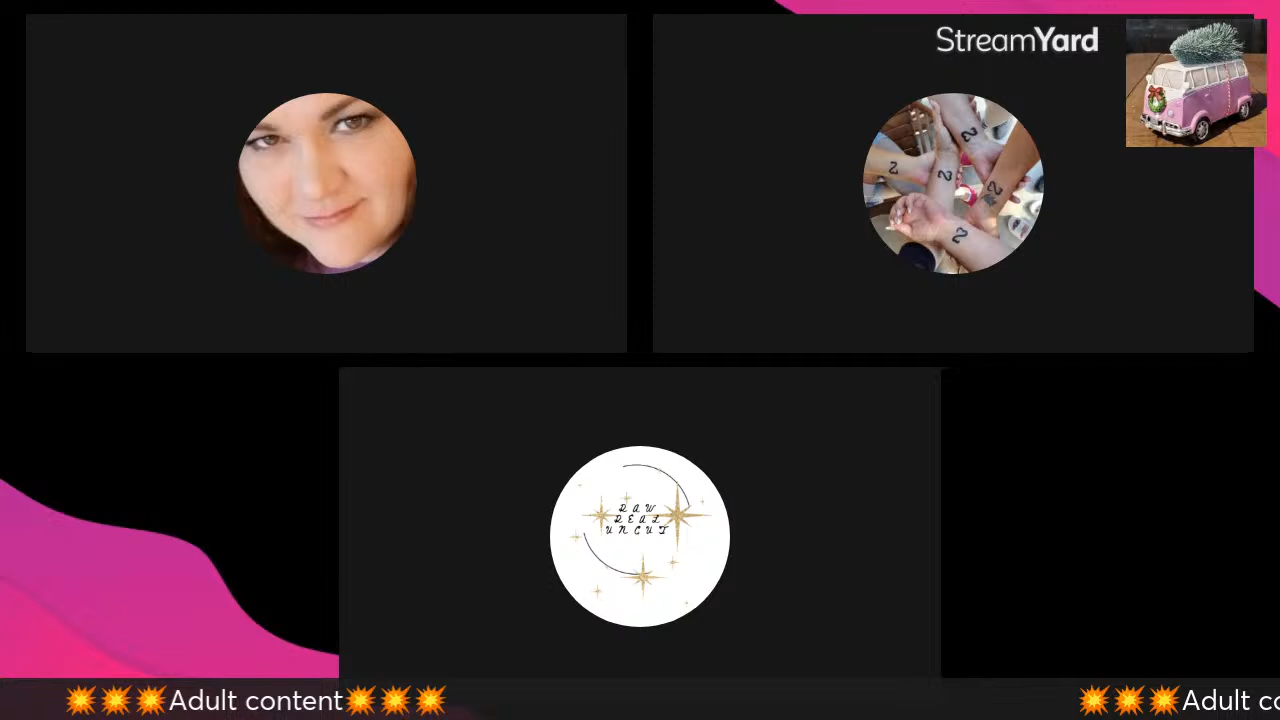 StreamYard
RAW
REAL
UNCUT
💥💥💥Adult content💥💥💥
💥💥💥Adult co